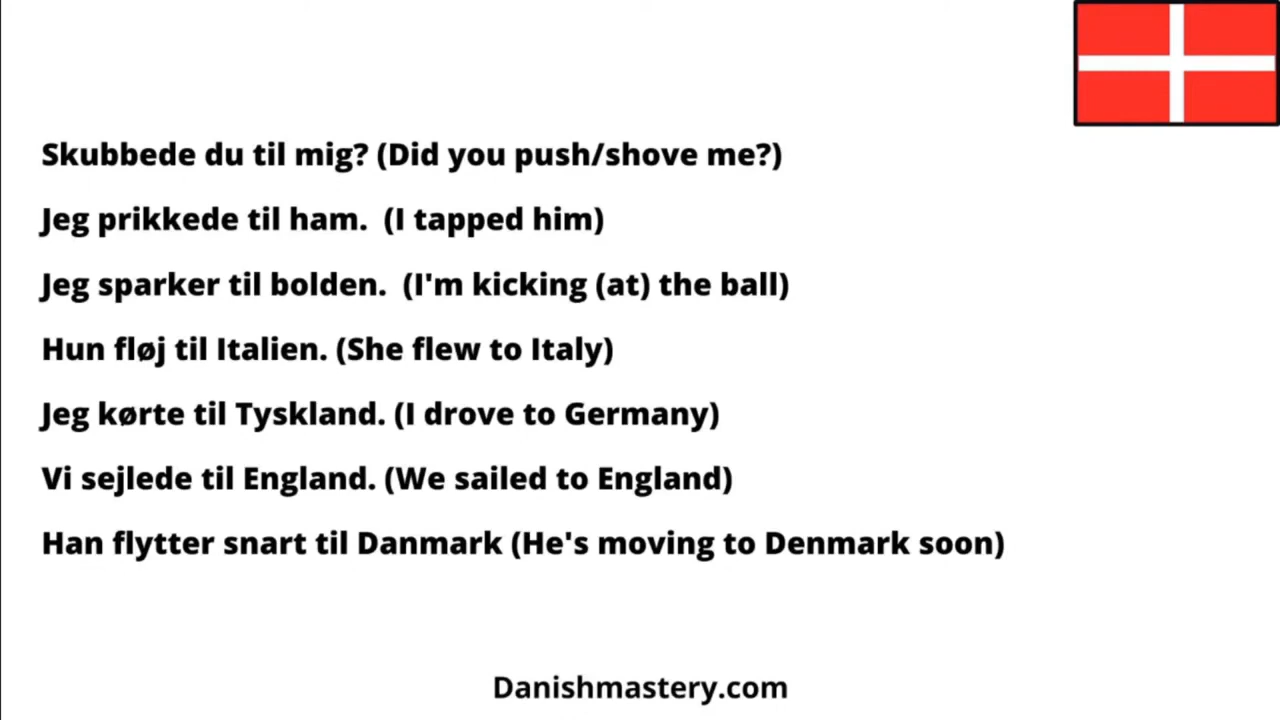 Skubbede du til mig? (Did you push/shove me?)
Jeg prikkede til ham. (I tapped him)
Jeg sparker til bolden. (I'm kicking (at) the ball)
Hun fløj til Italien. (She flew to Italy)
Jeg kørte til Tyskland. (I drove to Germany)
Vi sejlede til England. (We sailed to England)
Han flytter snart til Danmark (He's moving to Denmark soon)
Danishmastery.com